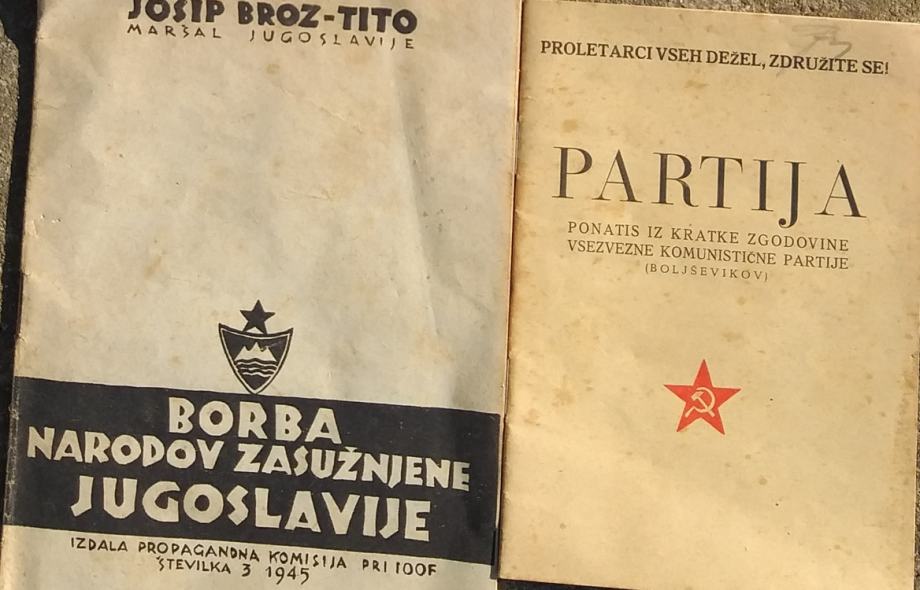 JOSIP BROZ-TITO
MARŠAL JUGOSLAVIJE
BORBA
NARODOV ZASUŽNJENE
JUGOSLAVIJE
IZDALA PROPAGANDNA KOMISIJA PRI IOOF
ŠTEVILKA 3 1945
PROLETARCI VSEH DEŽEL, ZDRUŽITE SE!
PARTIJA
PONATIS IZ KRATKE ZGODOVINE
VSEZVEZNE KOMUNISTIČNE PARTIJE
(BOLJŠEVIKOV)